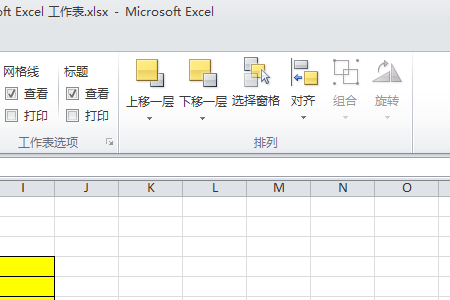 oft Excel 工作表.xlsx - Microsoft Excel
网格线 标题
查看 查看
打印 打印
上移一层 下移一层 选择窗格 对齐 组合 旋转
工作表选项 排列
I J K L M N O